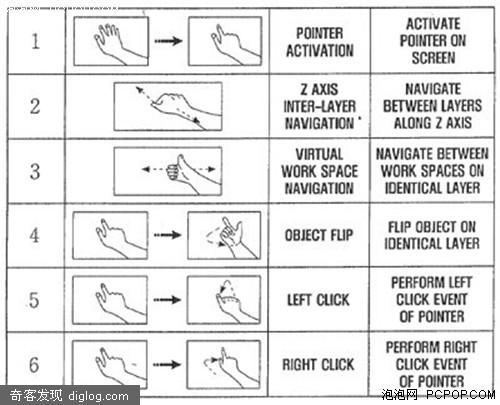 1
POINTER
ACTIVATION
ACTIVATE
POINTER ON
SCREEN
2
Z AXIS
INTER-LAYER
NAVIGATION
NAVIGATE
BETWEEN LAYERS
ALONG Z AXIS
3
VIRTUAL
WORK SPACE
NAVIGATION
NAVIGATE BETWEEN
WORK SPACES ON
IDENTICAL LAYER
4
OBJECT FLIP
FLIP OBJECT ON
IDENTICAL LAYER
5
LEFT CLICK
PERFORM LEFT
CLICK EVENT
OF POINTER
6
RIGHT CLICK
PERFORM RIGHT
CLICK EVENT
OF POINTER
奇客发现 diglog.com
泡泡网 PCPOP.COM